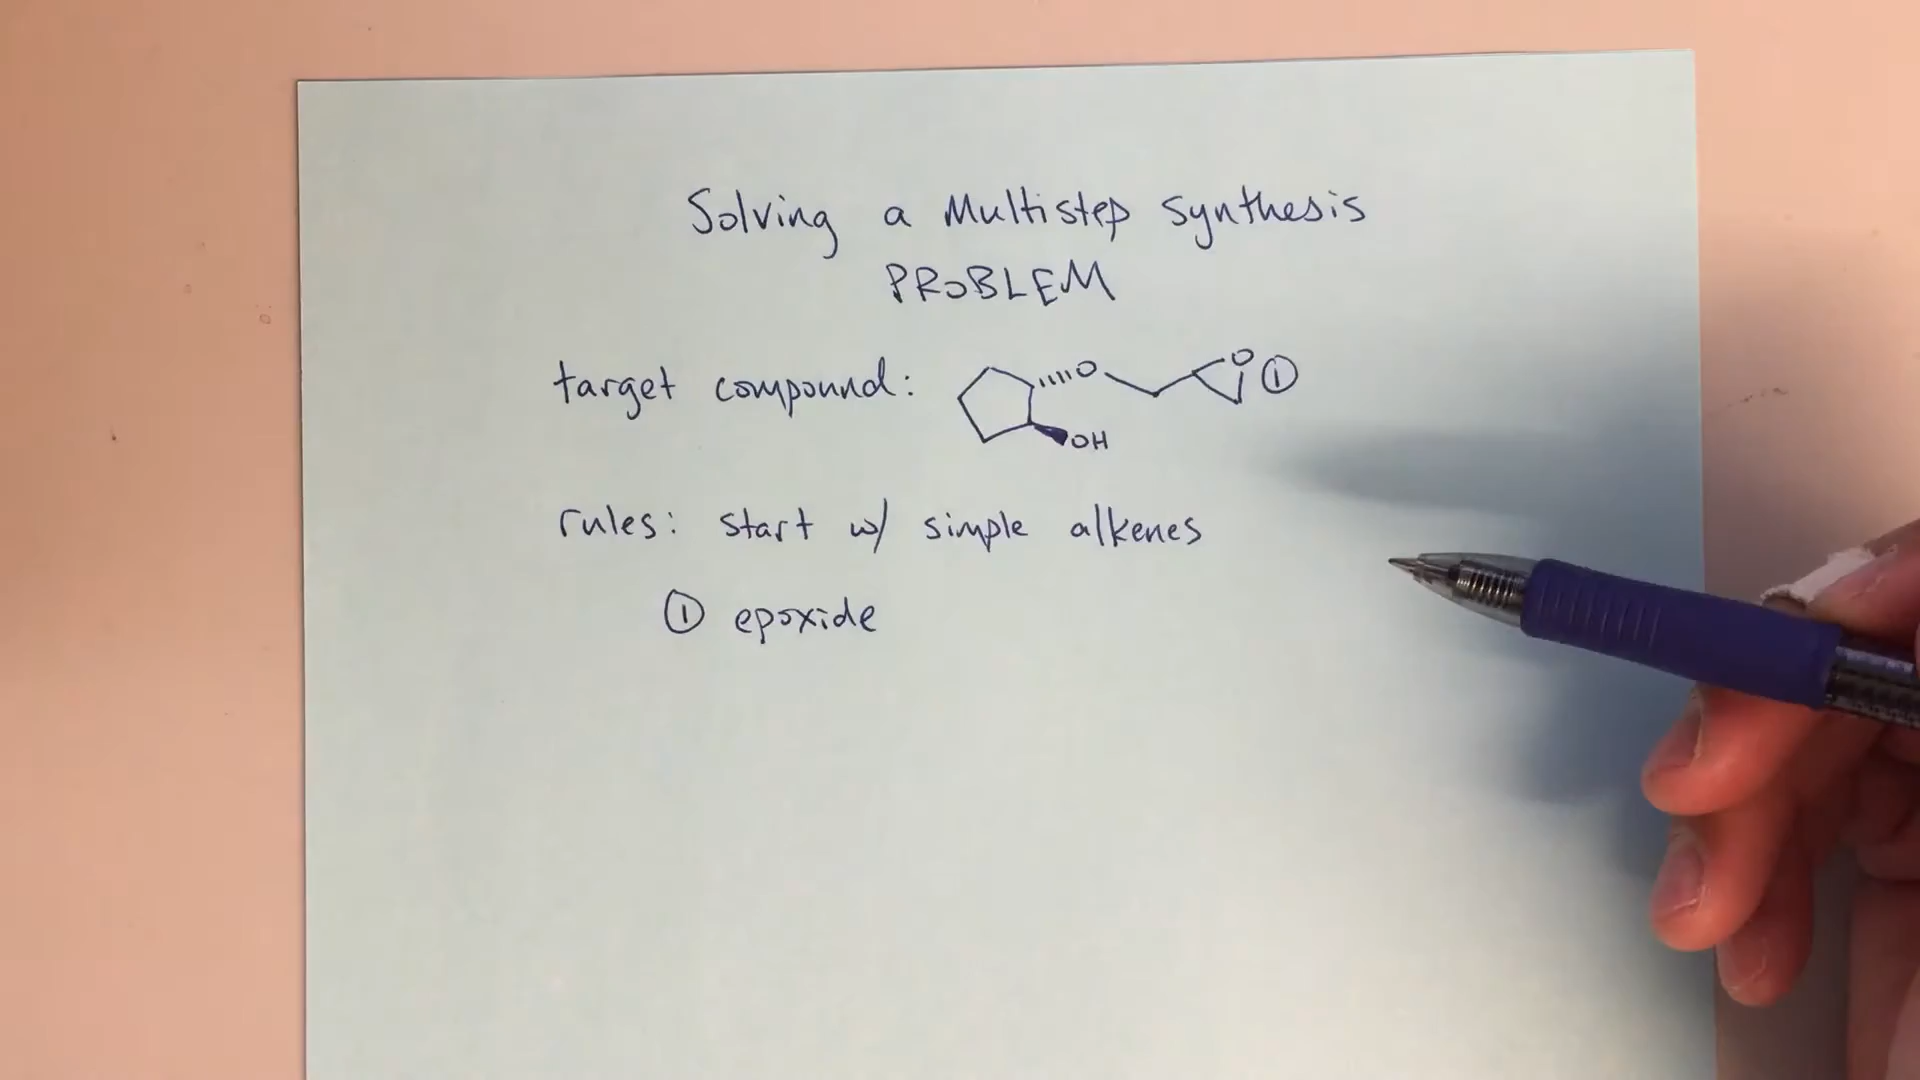 Solving a Multistep synthesis
PROBLEM
target compound: O O ①
OH
rules: start w/ simple alkenes
① epoxide